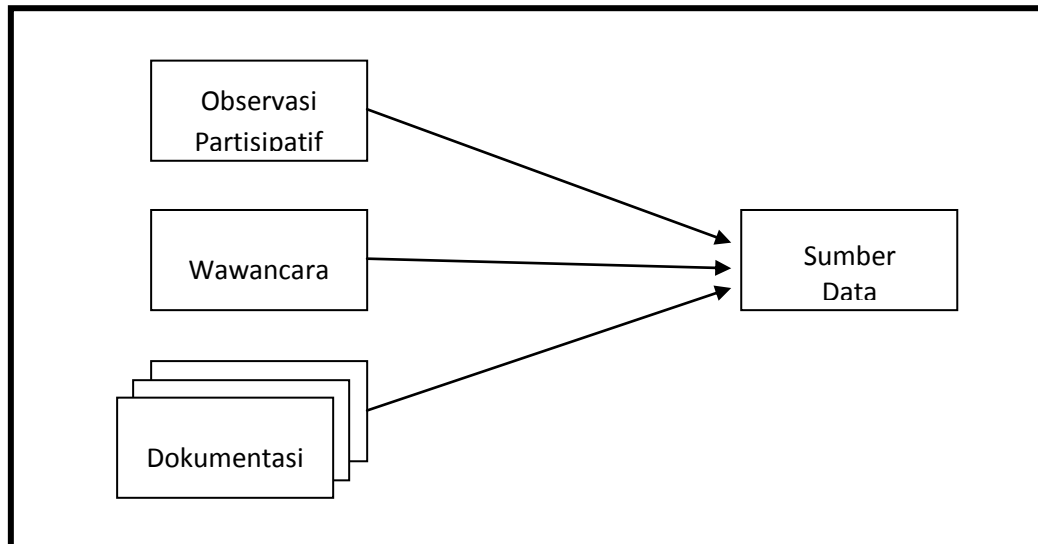 Observasi
Partisipatif
Wawancara
Sumber
Data
Dokumentasi